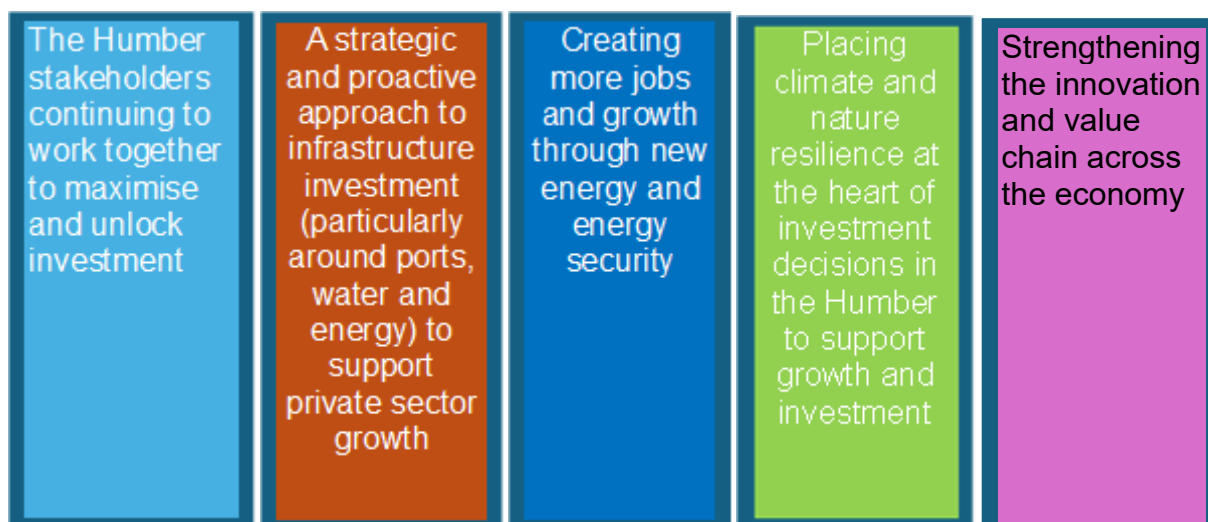 The Humber
stakeholders
continuing to
work together
to maximise
and unlock
investment
A strategic
and proactive
approach to
infrastructure
investment
(particularly
around ports,
water and
energy) to
support
private sector
growth
Creating
more jobs
and growth
through new
energy and
energy
security
Placing
climate and
nature
resilience at
the heart of
investment
decisions in
the Humber
to support
growth and
investment
Strengthening
the innovation
and value
chain across
the economy